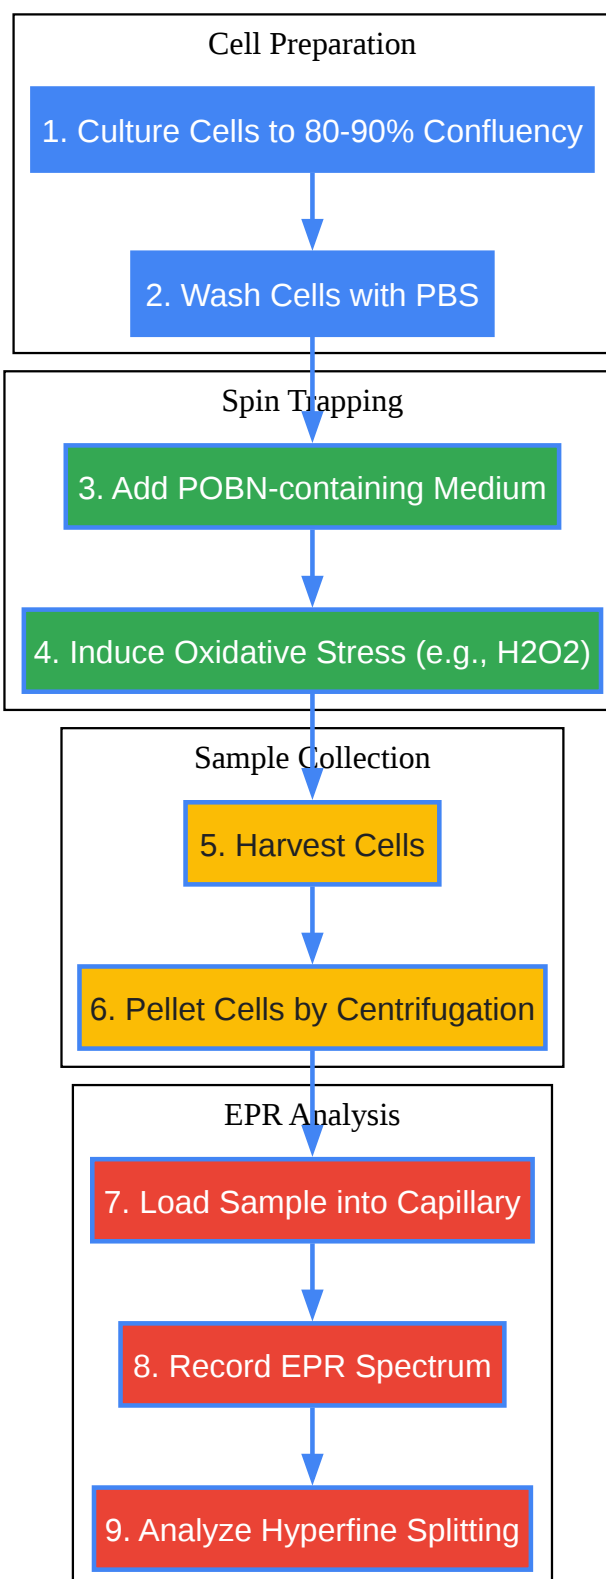 Cell Preparation
1. Culture Cells to 80-90% Confluency
2. Wash Cells with PBS
Spin Trapping
3. Add POBN-containing Medium
4. Induce Oxidative Stress (e.g., H2O2)
Sample Collection
5. Harvest Cells
6. Pellet Cells by Centrifugation
EPR Analysis
7. Load Sample into Capillary
8. Record EPR Spectrum
9. Analyze Hyperfine Splitting